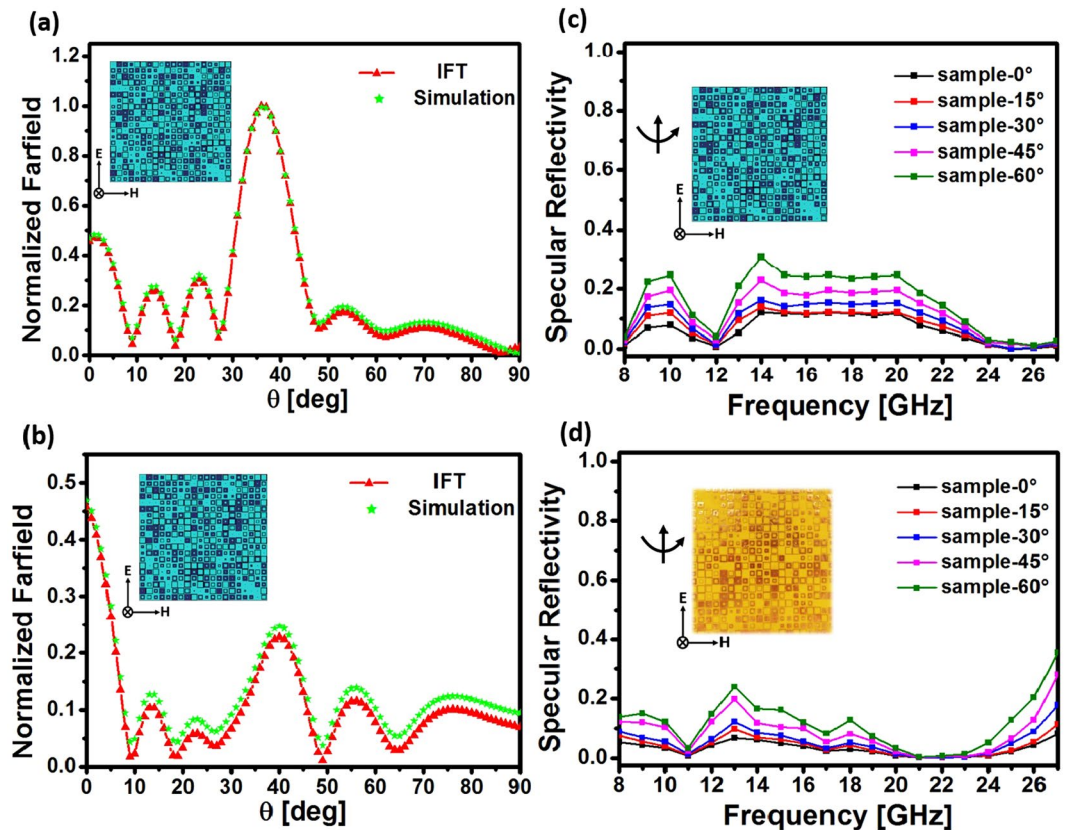 (a)
Normalized Farfield
1.2
1.0
0.8
0.6
0.4
0.2
0.0
IFT
Simulation
E
H
0 10 20 30 40 50 60 70 80 90
θ [deg]
(c)
Specular Reflectivity
1.0
0.8
0.6
0.4
0.2
0.0
sample-0°
sample-15°
sample-30°
sample-45°
sample-60°
E
H
8 10 12 14 16 18 20 22 24 26
Frequency [GHz]
(b)
Normalized Farfield
0.5
0.4
0.3
0.2
0.1
0.0
IFT
Simulation
E
H
0 10 20 30 40 50 60 70 80 90
θ [deg]
(d)
Specular Reflectivity
1.0
0.8
0.6
0.4
0.2
0.0
sample-0°
sample-15°
sample-30°
sample-45°
sample-60°
E
H
8 10 12 14 16 18 20 22 24 26
Frequency [GHz]